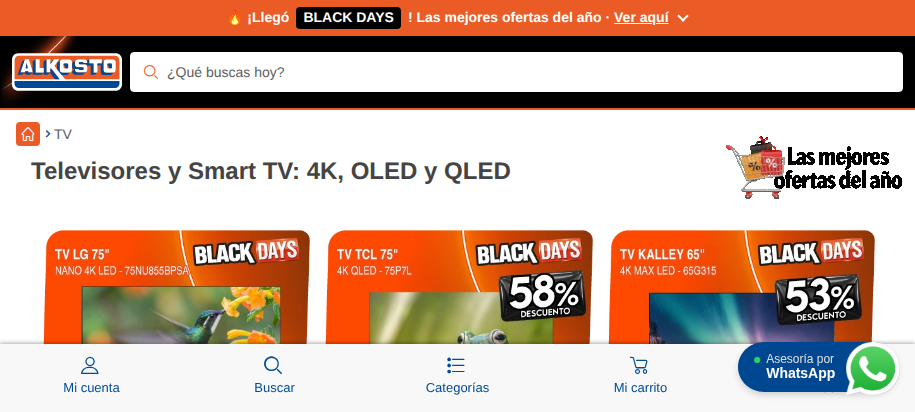 🔥 ¡Llegó BLACK DAYS ! Las mejores ofertas del año · Ver aquí
ALKOSTO
¿Qué buscas hoy?
TV
Televisores y Smart TV: 4K, OLED y QLED
Las mejores
ofertas del año
TV LG 75"
NANO 4K LED - 75NU855BPSA
BLACK DAYS
TV TCL 75"
4K QLED - 75P7L
BLACK DAYS
58%
DESCUENTO
TV KALLEY 65"
4K MAX LED - 65G315
BLACK DAYS
53%
DESCUENTO
Mi cuenta
Buscar
Categorías
Mi carrito
Asesoría por
WhatsApp